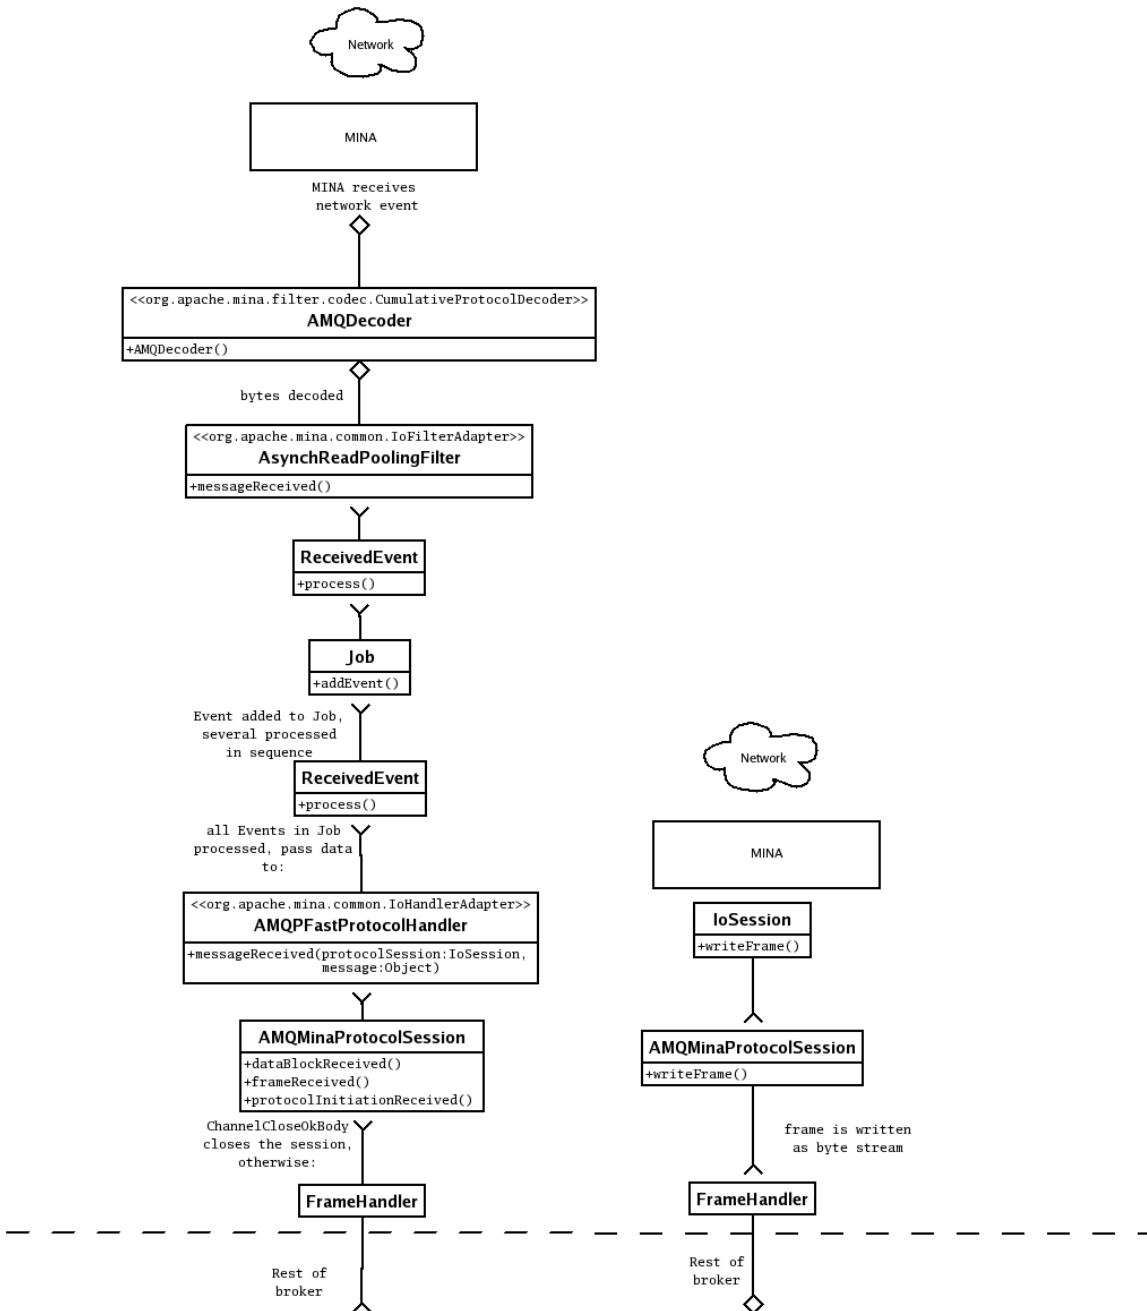 Network
MINA
MINA receives
network event
<<org.apache.mina.filter.codec.CumulativeProtocolDecoder>>
AMQDecoder
+AMQDecoder()
bytes decoded
<<org.apache.mina.common.IoFilterAdapter>>
AsynchReadPoolingFilter
+messageReceived()
ReceivedEvent
+process()
Job
+addEvent()
Event added to Job,
several processed
in sequence
ReceivedEvent
+process()
all Events in Job
processed, pass data
to:
<<org.apache.mina.common.IoHandlerAdapter>>
AMQPFastProtocolHandler
+messageReceived(protocolSession:IoSession,
message:Object)
AMQMinaProtocolSession
+dataBlockReceived()
+frameReceived()
+protocolInitiationReceived()
ChannelCloseOkBody
closes the session,
otherwise:
FrameHandler
Rest of
broker
Network
MINA
IoSession
+writeFrame()
AMQMinaProtocolSession
+writeFrame()
frame is written
as byte stream
FrameHandler
Rest of
broker